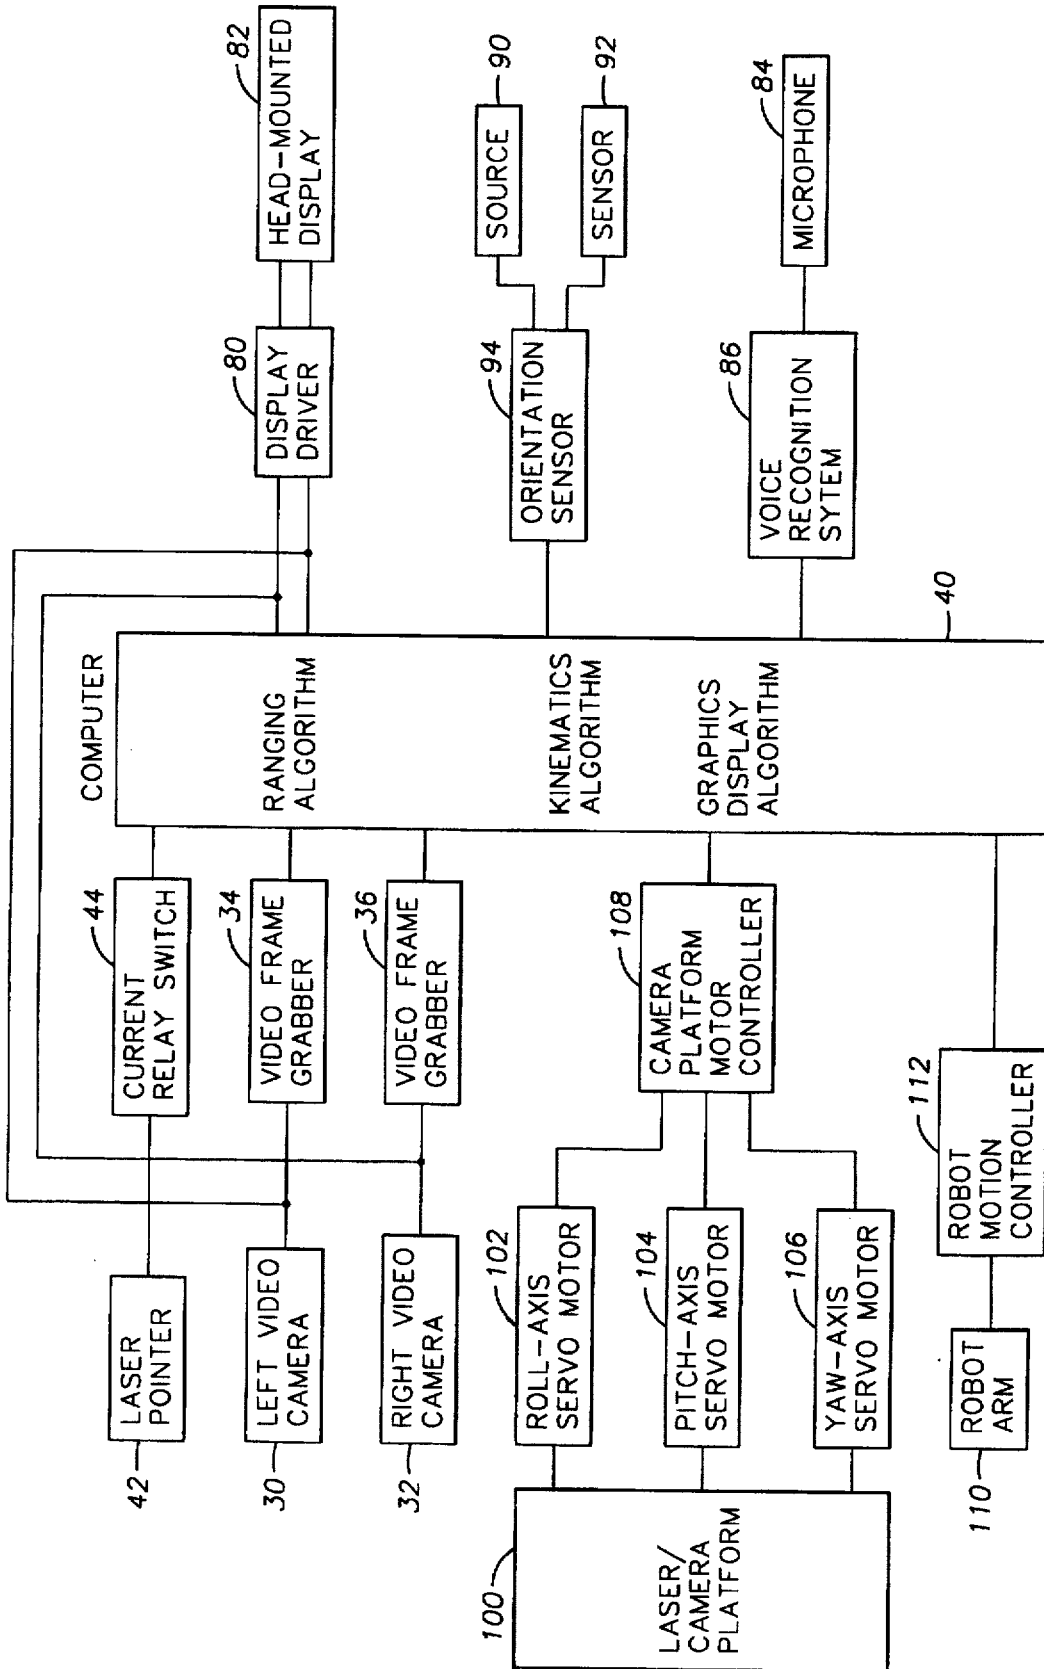 LASER
POINTER
42
CURRENT
RELAY SWITCH
44
LEFT VIDEO
CAMERA
30
VIDEO FRAME
GRABBER
34
RIGHT VIDEO
CAMERA
32
VIDEO FRAME
GRABBER
36
LASER/
CAMERA
PLATFORM
100
ROLL-AXIS
SERVO MOTOR
102
PITCH-AXIS
SERVO MOTOR
104
YAW-AXIS
SERVO MOTOR
106
CAMERA
PLATFORM
MOTOR
CONTROLLER
108
ROBOT
ARM
110
ROBOT
MOTION
CONTROLLER
112
COMPUTER
RANGING
ALGORITHM
KINEMATICS
ALGORITHM
GRAPHICS
DISPLAY
ALGORITHM
40
DISPLAY
DRIVER
80
HEAD-MOUNTED
DISPLAY
82
ORIENTATION
SENSOR
94
SOURCE
90
SENSOR
92
VOICE
RECOGNITION
SYTEM
86
MICROPHONE
84